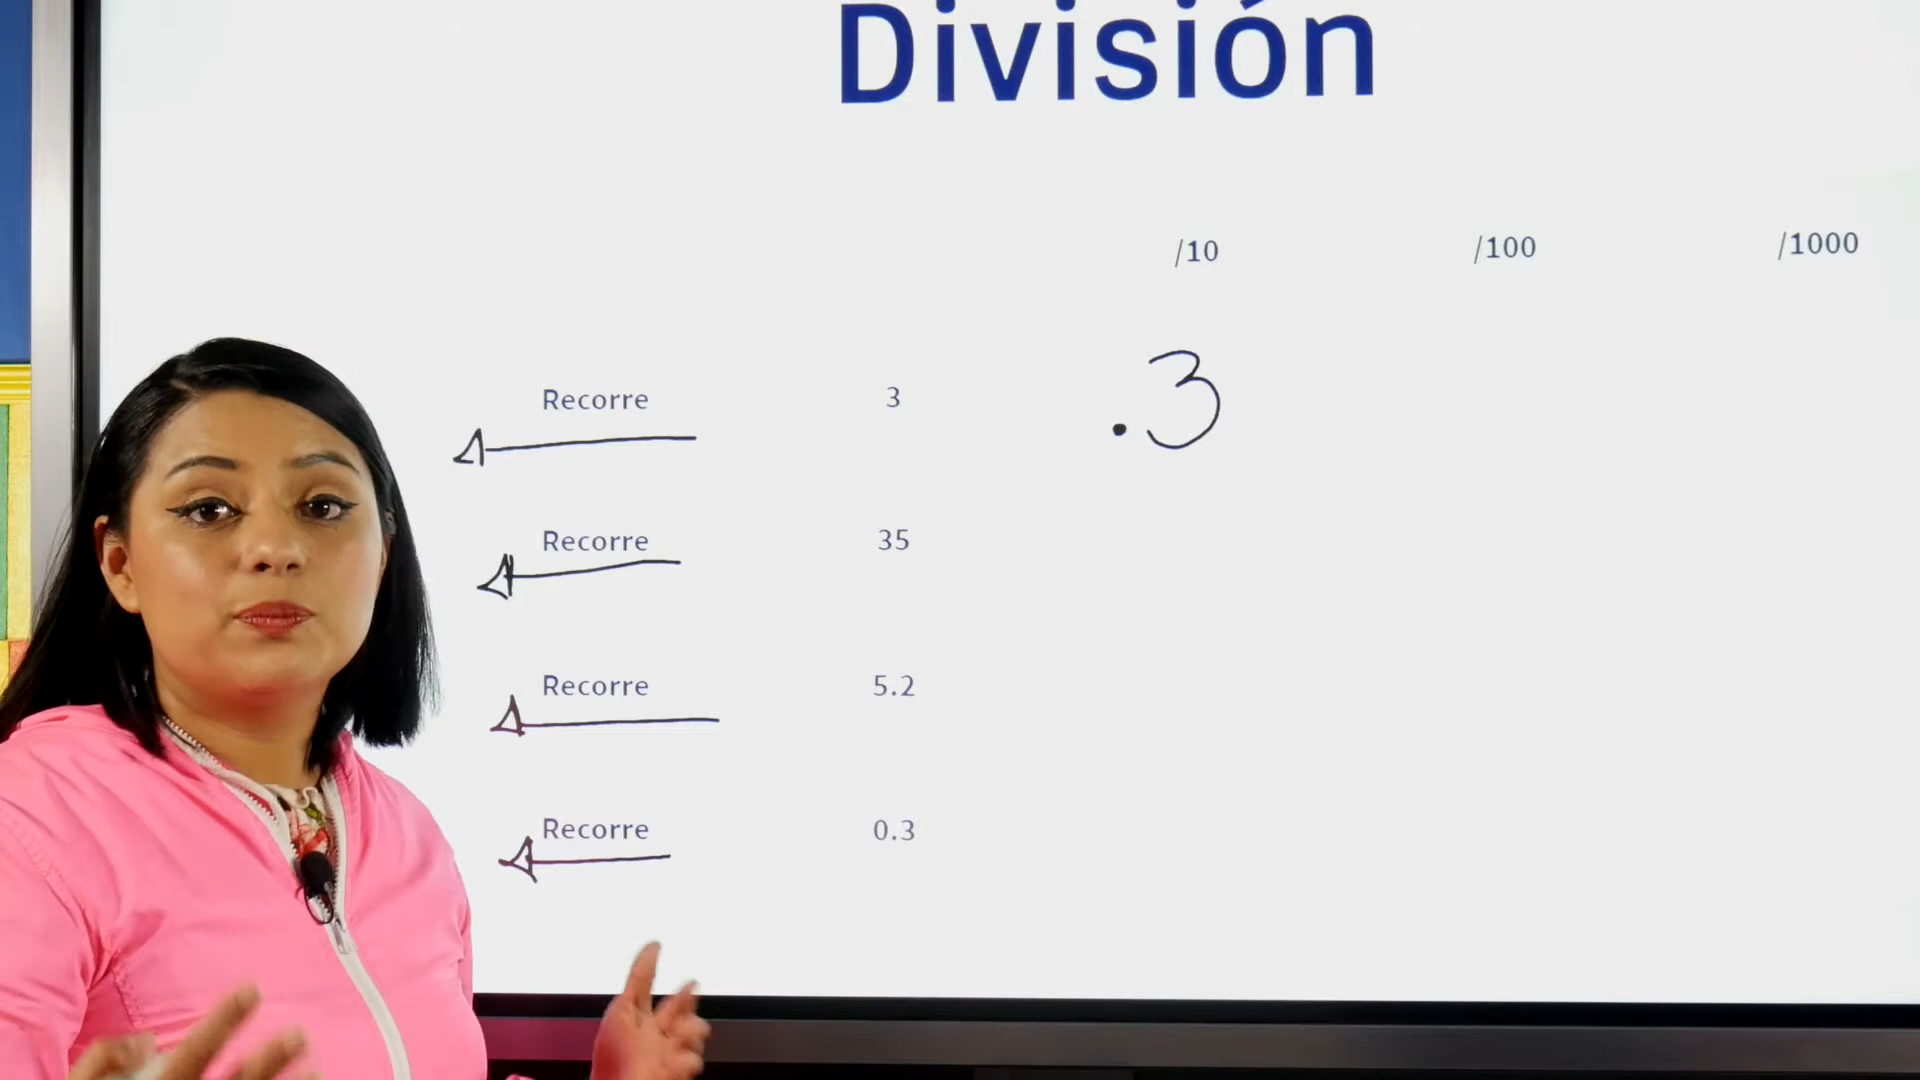 División
/10 /100 /1000
Recorre 3 .3
Recorre 35
Recorre 5.2
Recorre 0.3